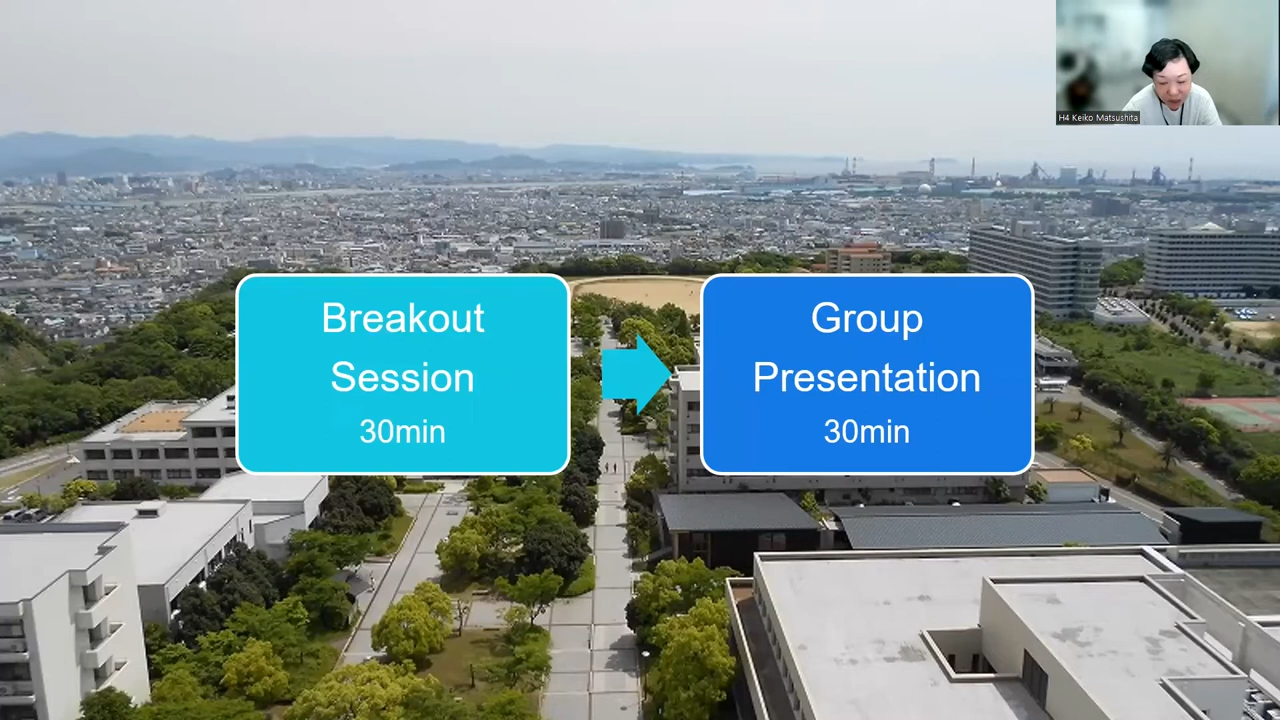 H4 Keiko Matsushita
Breakout
Session
30min
Group
Presentation
30min